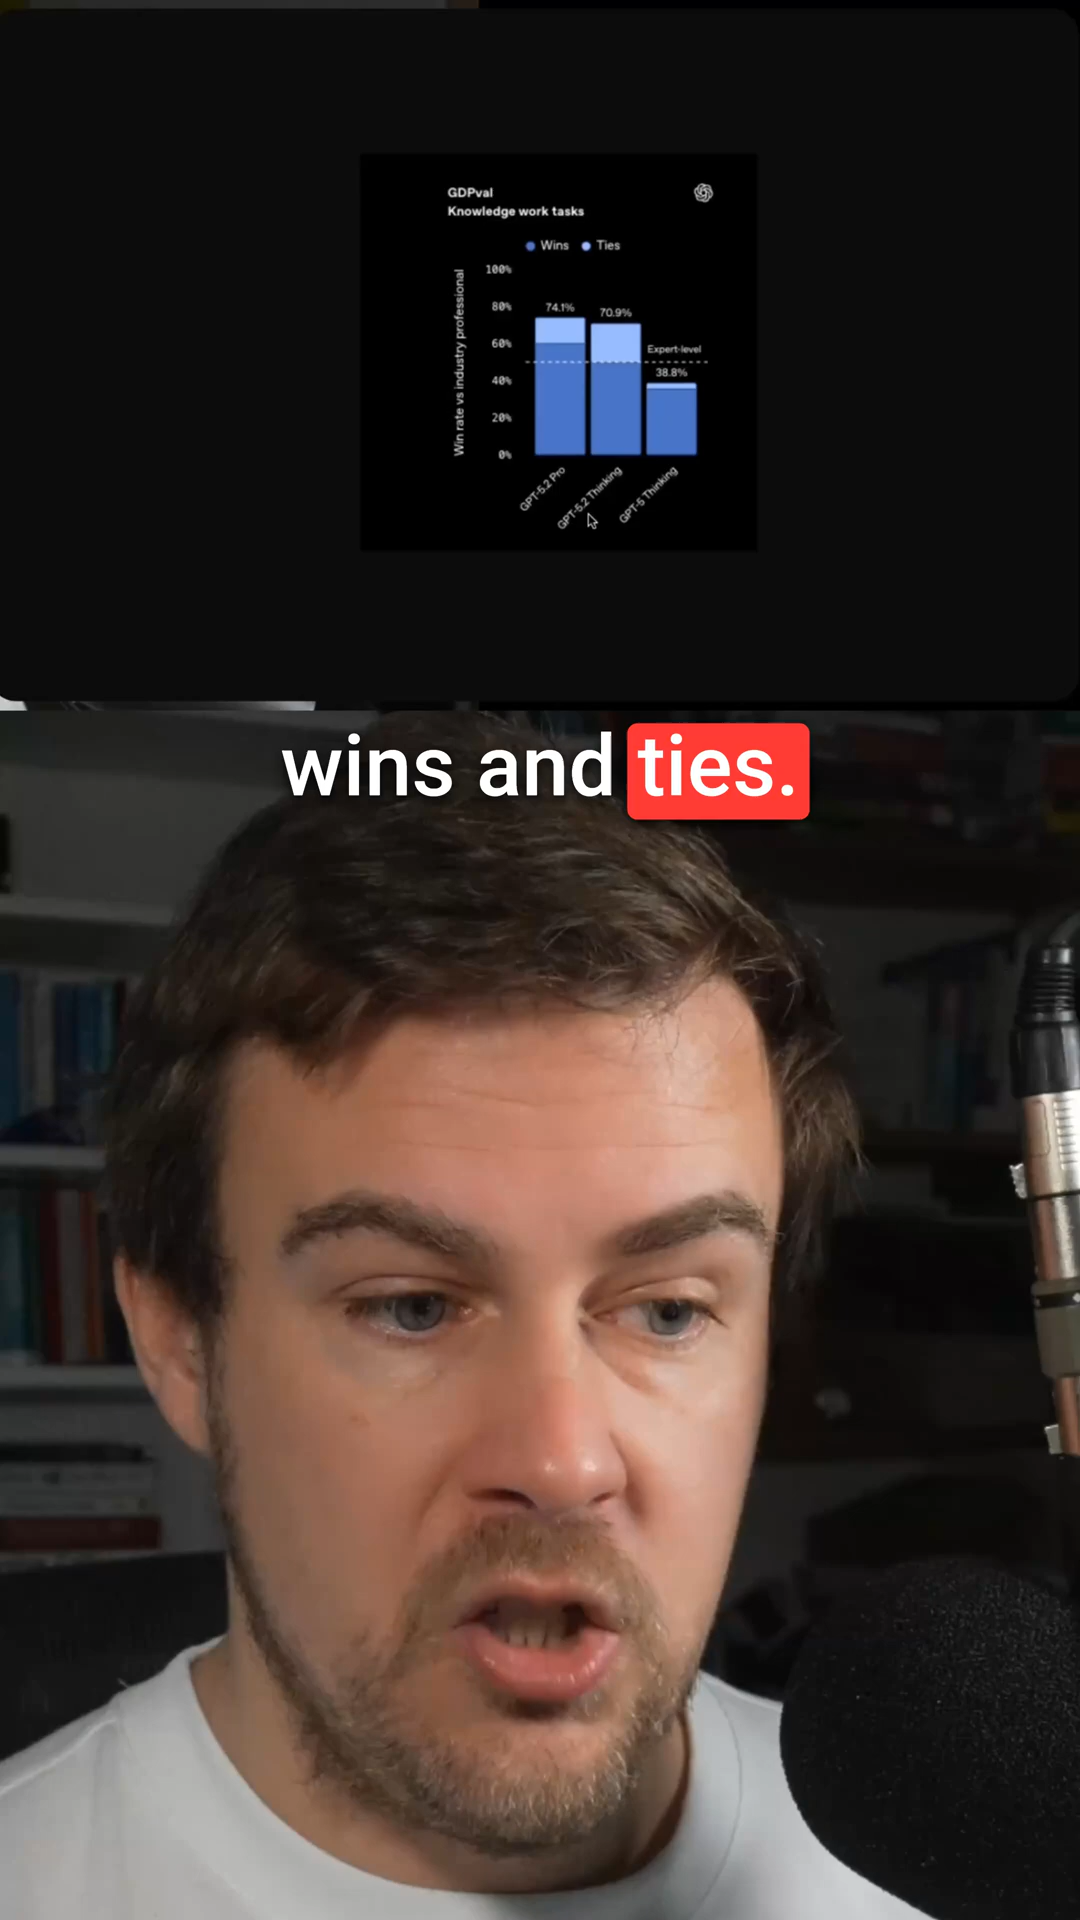 GDPval
Knowledge work tasks
Wins Ties
Win rate vs industry professional
100%
80%
60%
40%
20%
0%
74.1%
70.9%
Expert-level
38.8%
GPT-5.2 Pro
GPT-5.2 Thinking
GPT-5 Thinking
wins and ties.